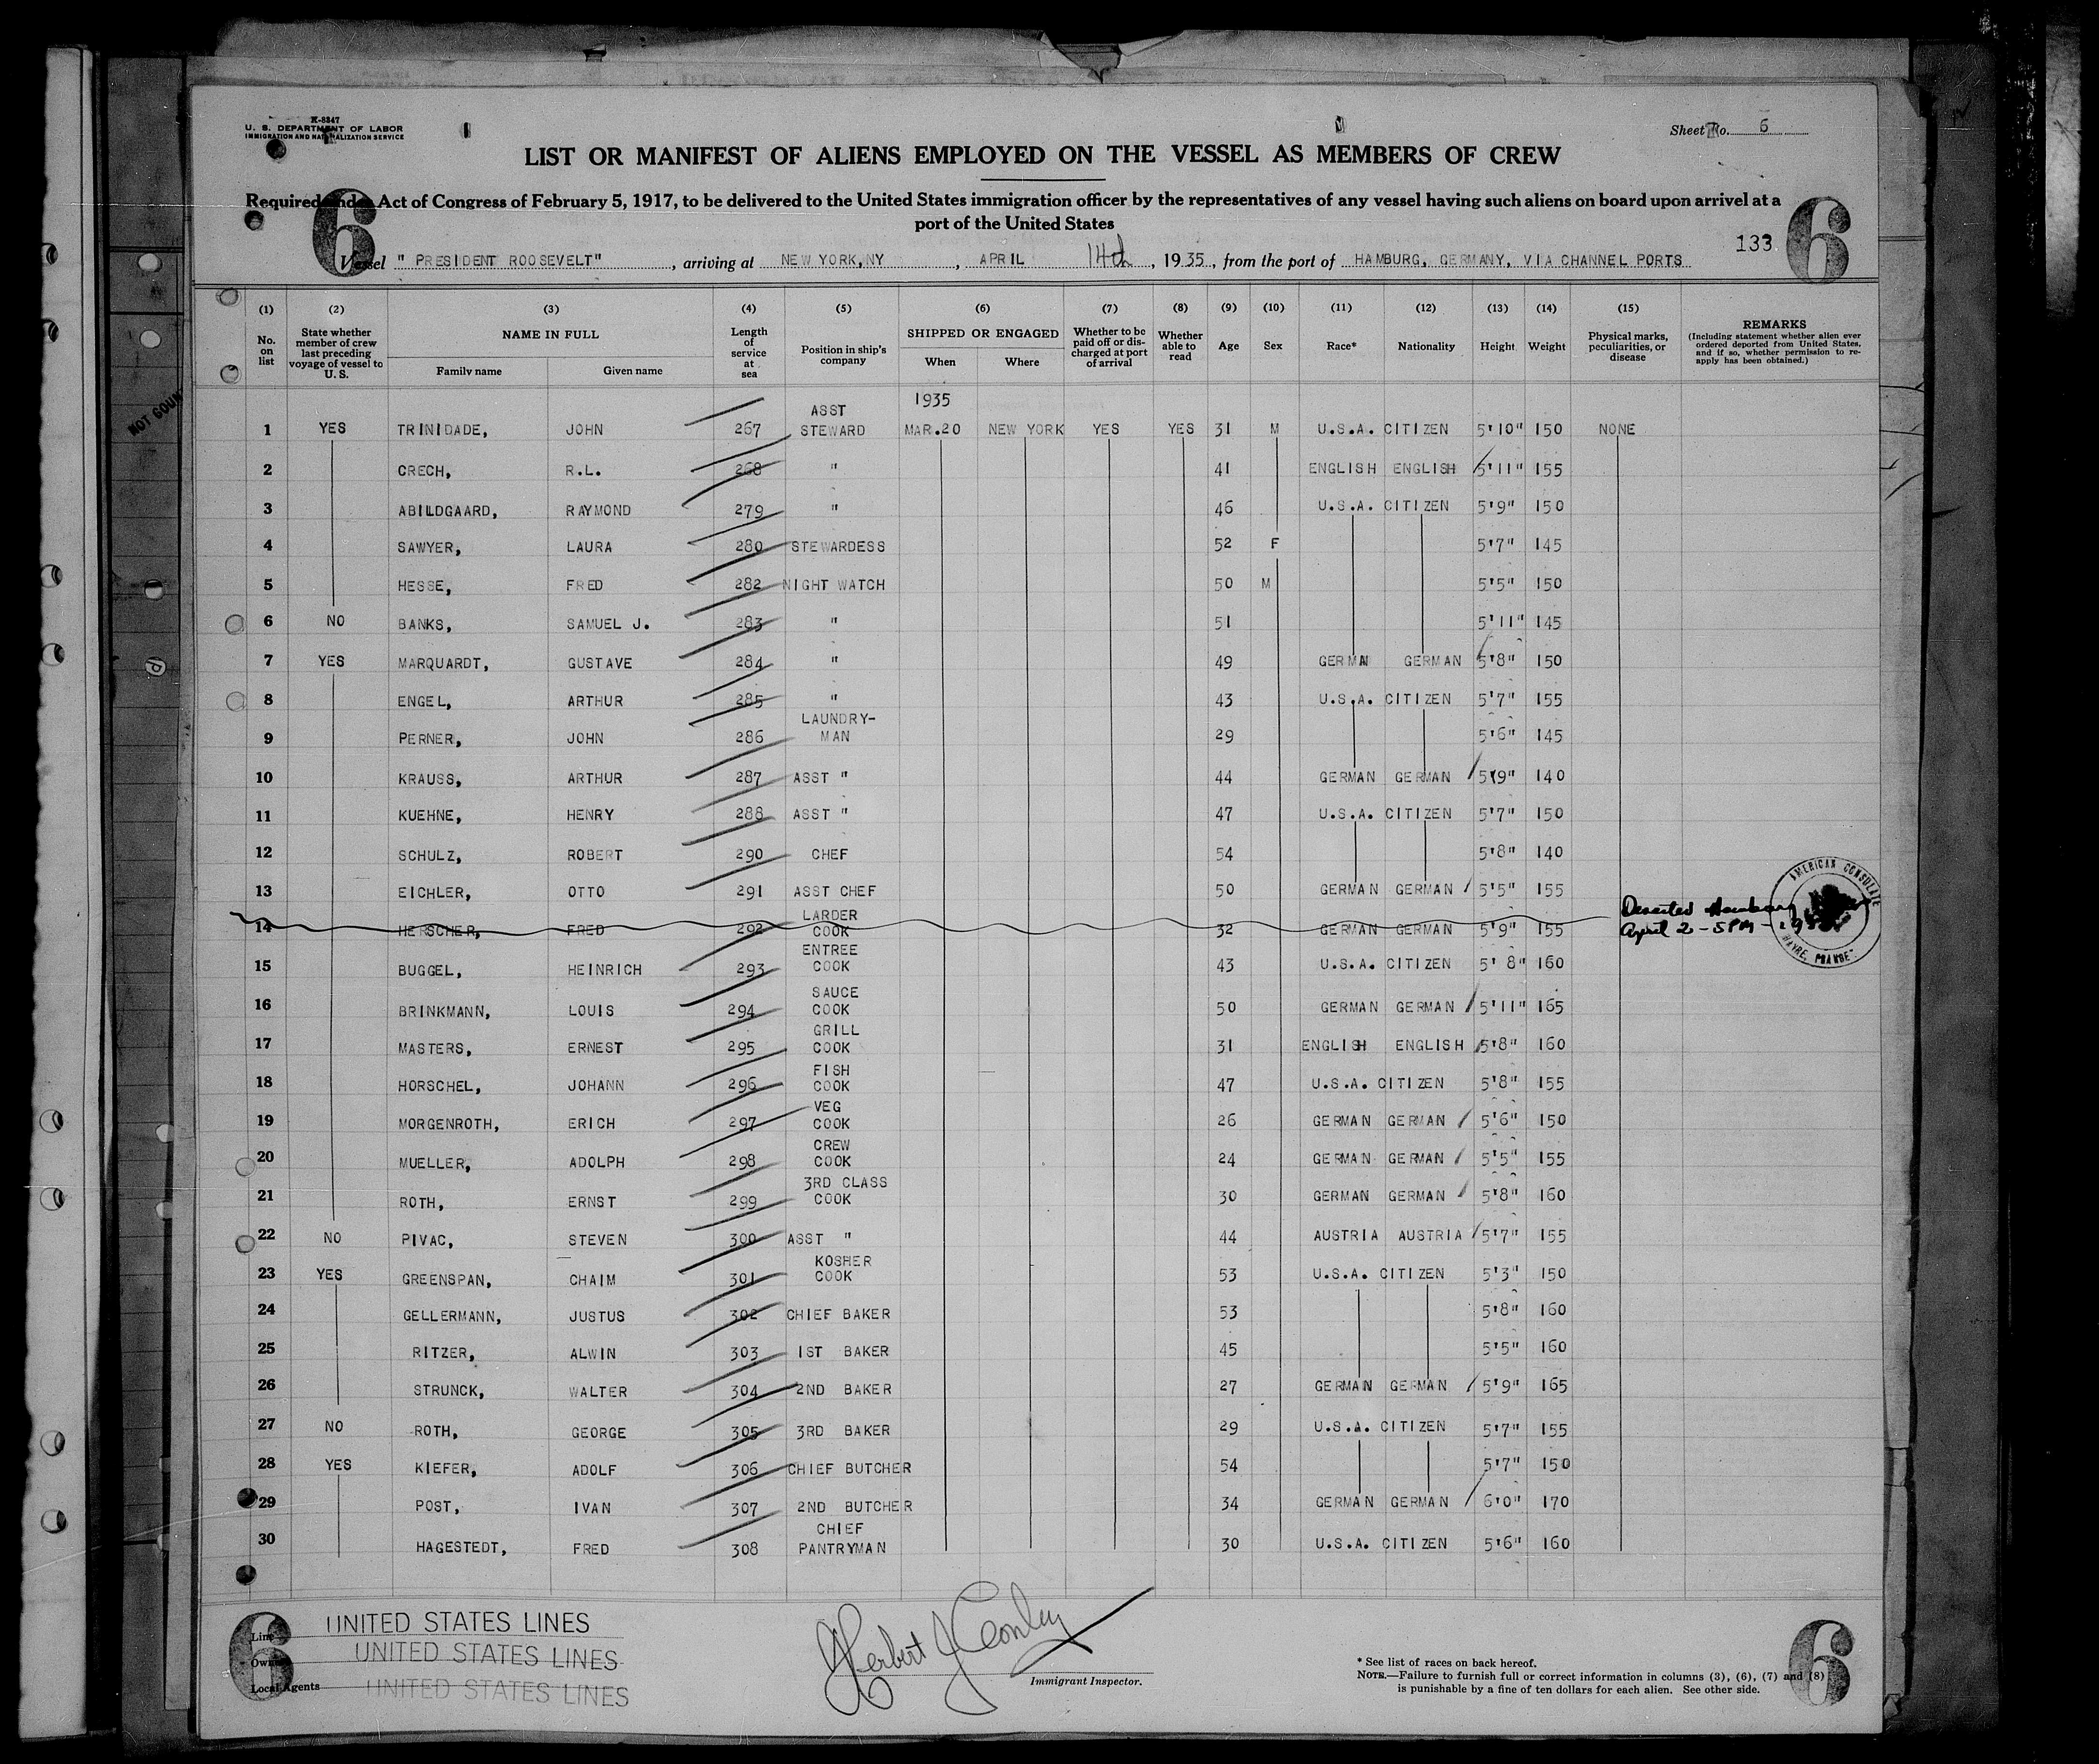 K-8347
U. S. DEPARTMENT OF LABOR
IMMIGRATION AND NATURALIZATION SERVICE
Sheet No. 6
LIST OR MANIFEST OF ALIENS EMPLOYED ON THE VESSEL AS MEMBERS OF CREW
Required under Act of Congress of February 5, 1917, to be delivered to the United States immigration officer by the representatives of any vessel having such aliens on board upon arrival at a
port of the United States
6 6
133
Vessel "PRESIDENT ROOSEVELT", arriving at NEW YORK,NY, APRIL 14th, 1935, from the port of HAMBURG, GERMANY, VIA CHANNEL PORTS
(1) No. on list (2) State whether member of crew last preceding voyage of vessel to U. S. (3) NAME IN FULL Family name Given name (4) Length of service at sea (5) Position in ship's company (6) SHIPPED OR ENGAGED When Where (7) Whether to be paid off or discharged at port of arrival (8) Whether able to read (9) Age (10) Sex (11) Race* (12) Nationality (13) Height (14) Weight (15) Physical marks, peculiarities, or disease REMARKS (Including statement whether alien ever ordered deported from United States, and if so, whether permission to reapply has been obtained.)
NOT COUN
1935
1 YES TRINIDADE, JOHN 267 ASST STEWARD MAR.20 NEW YORK YES YES 31 M U.S.A. CITIZEN 5'10" 150 NONE
2 CRECH, R.L. 268 " 41 ENGLISH ENGLISH 5'11" 155
3 ABILDGAARD, RAYMOND 279 " 46 U.S.A. CITIZEN 5'9" 150
4 SAWYER, LAURA 280 STEWARDESS 52 F 5'7" 145
5 HESSE, FRED 282 NIGHT WATCH 50 M 5'5" 150
6 NO BANKS, SAMUEL J. 283 " 51 5'11" 145
7 YES MARQUARDT, GUSTAVE 284 " 49 GERMN GERMAN 5'8" 150
8 ENGEL, ARTHUR 285 " 43 U.S.A. CITIZEN 5'7" 155
9 PERNER, JOHN 286 LAUNDRY-MAN 29 5'6" 145
10 KRAUSS, ARTHUR 287 ASST " 44 GERMAN GERMAN 5'9" 140
11 KUEHNE, HENRY 288 ASST " 47 U.S.A. CITIZEN 5'7" 150
12 SCHULZ, ROBERT 290 CHEF 54 5'8" 140
13 EICHLER, OTTO 291 ASST CHEF 50 GERMAN GERMAN 5'5" 155
14 HERSCHER, FRED 292 LARDER COOK 32 GERMAN GERMAN 5'9" 155 Deserted Hamburg April 2 - 5PM -
AMERICAN CONSULATE HAVRE, FRANCE
15 BUGGEL, HEINRICH 293 ENTREE COOK 43 U.S.A. CITIZEN 5' 8" 160
16 BRINKMANN, LOUIS 294 SAUCE COOK 50 GERMAN GERMAN 5'11" 165
17 MASTERS, ERNEST 295 GRILL COOK 31 ENGLISH ENGLISH 5'8" 160
18 HORSCHEL, JOHANN 296 FISH COOK 47 U.S.A. CITIZEN 5'8" 155
19 MORGENROTH, ERICH 297 VEG COOK 26 GERMAN GERMAN 5'6" 150
20 MUELLER, ADOLPH 298 CREW COOK 24 GERMAN GERMAN 5'5" 155
21 ROTH, ERNST 299 3RD CLASS COOK 30 GERMAN GERMAN 5'8" 160
22 NO PIVAC, STEVEN 300 ASST " 44 AUSTRIA AUSTRIA 5'7" 155
23 YES GREENSPAN, CHAIM 301 KOSHER COOK 53 U.S.A. CITIZEN 5'3" 150
24 GELLERMANN, JUSTUS 302 CHIEF BAKER 53 5'8" 160
25 RITZER, ALWIN 303 1ST BAKER 45 5'5" 160
26 STRUNCK, WALTER 304 2ND BAKER 27 GERMAN GERMAN 5'9" 165
27 NO ROTH, GEORGE 305 3RD BAKER 29 U.S.A. CITIZEN 5'7" 155
28 YES KIEFER, ADOLF 306 CHIEF BUTCHER 54 5'7" 150
29 POST, IVAN 307 2ND BUTCHER 34 GERMAN GERMAN 6'0" 170
30 HAGESTEDT, FRED 308 CHIEF PANTRYMAN 30 U.S.A. CITIZEN 5'6" 160
6 6
Line UNITED STATES LINES
Owners UNITED STATES LINES
Local Agents UNITED STATES LINES
Herbert J Conley
Immigrant Inspector.
* See list of races on back hereof.
NOTE.—Failure to furnish full or correct information in columns (3), (6), (7) and (8)
is punishable by a fine of ten dollars for each alien. See other side.